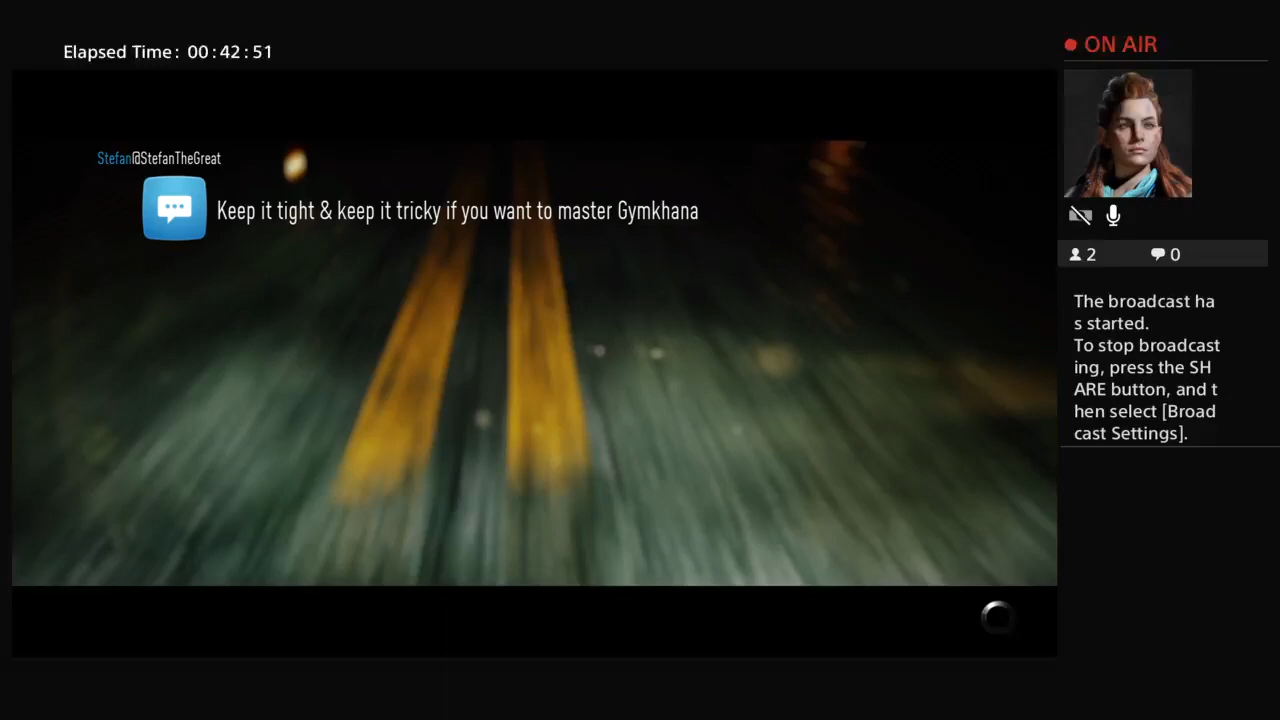 Elapsed Time: 00:42:51
ON AIR
Stefan@StefanTheGreat
Keep it tight & keep it tricky if you want to master Gymkhana
2 0
The broadcast ha
s started.
To stop broadcast
ing, press the SH
ARE button, and t
hen select [Broad
cast Settings].